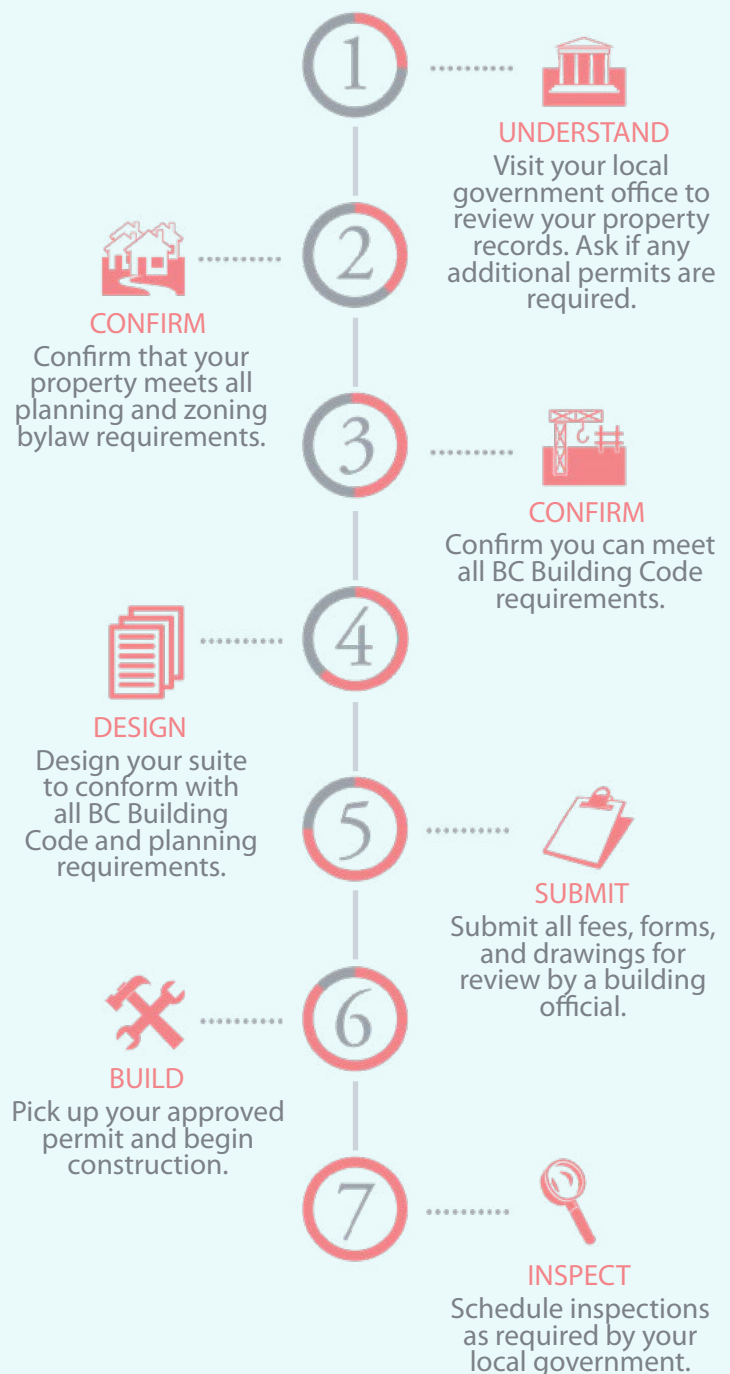 1
UNDERSTAND
Visit your local
government office to
review your property
records. Ask if any
additional permits are
required.
2
CONFIRM
Confirm that your
property meets all
planning and zoning
bylaw requirements.
3
CONFIRM
Confirm you can meet
all BC Building Code
requirements.
4
DESIGN
Design your suite
to conform with
all BC Building
Code and planning
requirements.
5
SUBMIT
Submit all fees, forms,
and drawings for
review by a building
official.
6
BUILD
Pick up your approved
permit and begin
construction.
7
INSPECT
Schedule inspections
as required by your
local government.